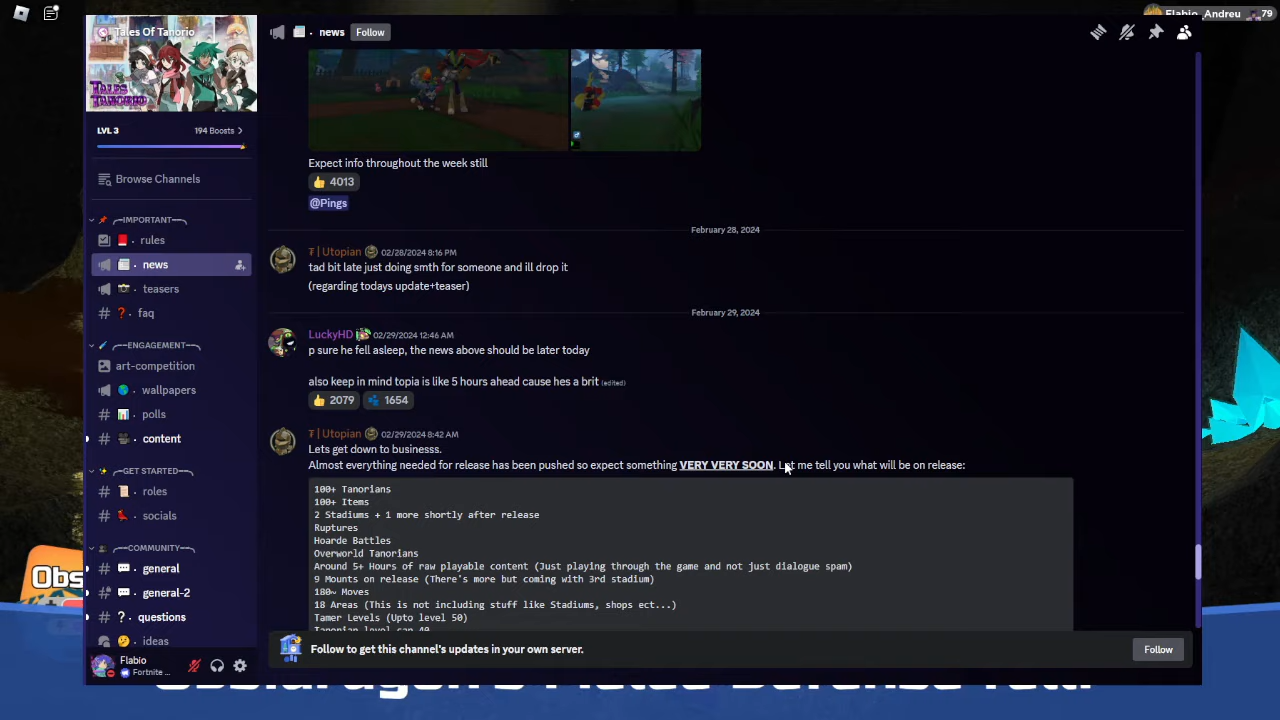 Flabio_Andreu
79
Tales Of Tanorio
TALES
TANORIO
LVL 3
194 Boosts
Browse Channels
IMPORTANT
rules
news
teasers
faq
ENGAGEMENT
art-competition
wallpapers
polls
content
GET STARTED
roles
socials
COMMUNITY
general
general-2
questions
ideas
Flabio
Fortnite ...
news
Follow
Expect info throughout the week still
4013
@Pings
February 28, 2024
Ŧ | Utopian 02/28/2024 8:16 PM
tad bit late just doing smth for someone and ill drop it
(regarding todays update+teaser)
February 29, 2024
LuckyHD 02/29/2024 12:46 AM
p sure he fell asleep, the news above should be later today
also keep in mind topia is like 5 hours ahead cause hes a brit (edited)
2079 1654
Ŧ | Utopian 02/29/2024 8:42 AM
Lets get down to businesss.
Almost everything needed for release has been pushed so expect something VERY VERY SOON. Let me tell you what will be on release:
100+ Tanorians
100+ Items
2 Stadiums + 1 more shortly after release
Ruptures
Hoarde Battles
Overworld Tanorians
Around 5+ Hours of raw playable content (Just playing through the game and not just dialogue spam)
9 Mounts on release (There's more but coming with 3rd stadium)
180~ Moves
18 Areas (This is not including stuff like Stadiums, shops ect...)
Tamer Levels (Upto level 50)
Tanorian level cap 40
Follow to get this channel's updates in your own server.
Follow
Obs